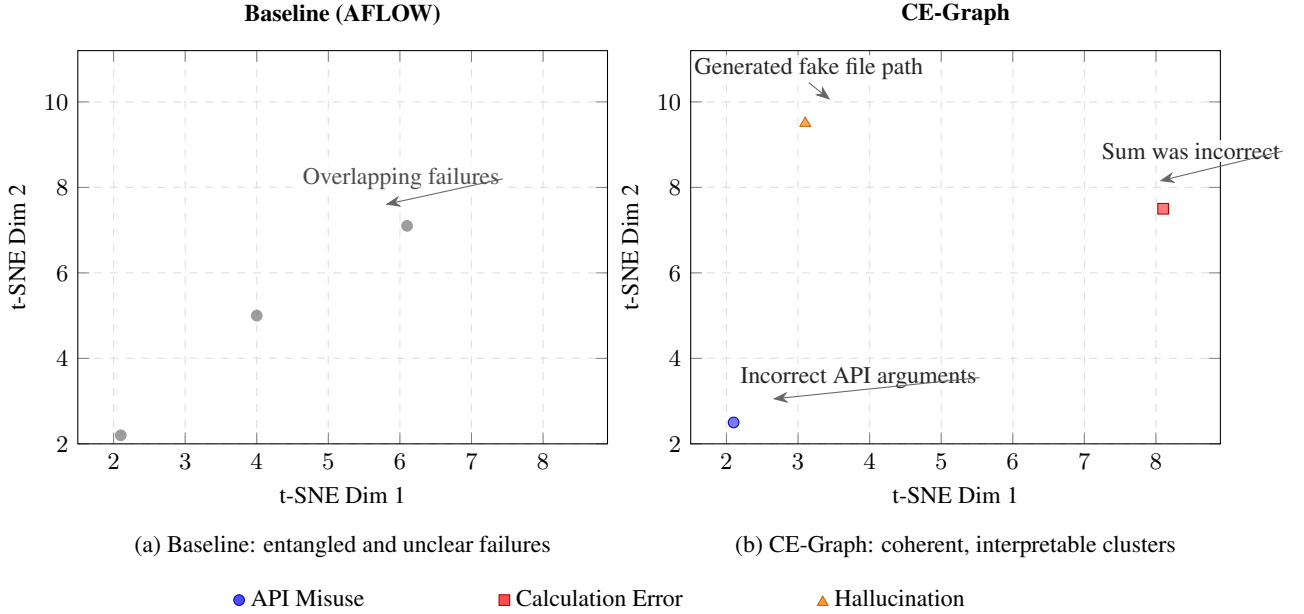 Baseline (AFLOW)
CE-Graph
10
8
6
4
2
t-SNE Dim 2
Overlapping failures
2 3 4 5 6 7 8
t-SNE Dim 1
10
8
6
4
2
t-SNE Dim 2
Generated fake file path
Sum was incorrect
Incorrect API arguments
2 3 4 5 6 7 8
t-SNE Dim 1
(a) Baseline: entangled and unclear failures
(b) CE-Graph: coherent, interpretable clusters
API Misuse
Calculation Error
Hallucination